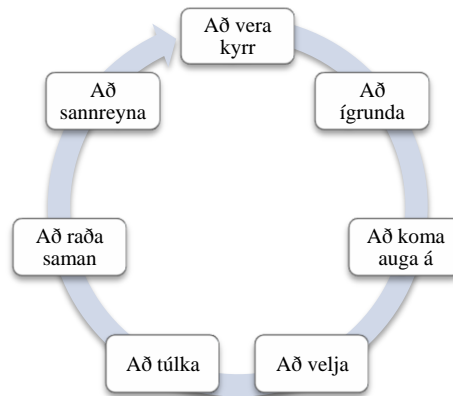 Að vera
kyrr
Að
ígrunda
Að koma
auga á
Að velja
Að túlka
Að raða
saman
Að
sannreyna